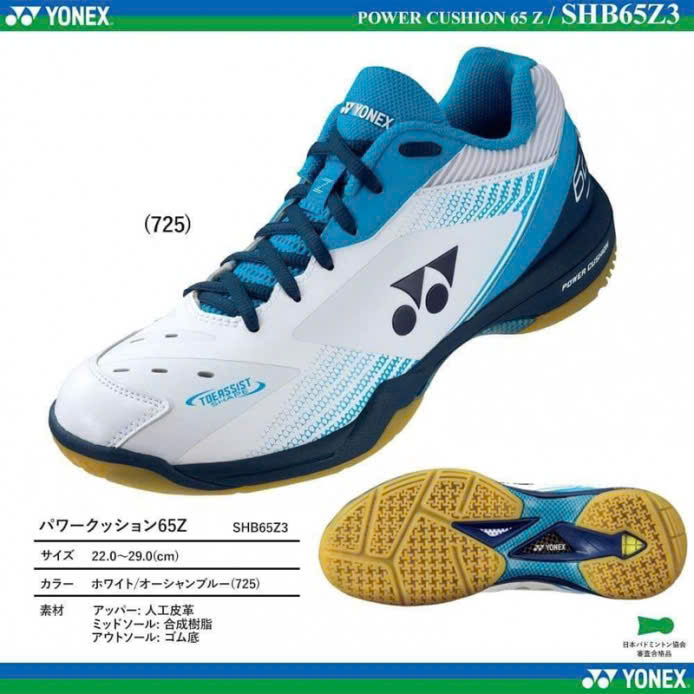 YONEX
POWER CUSHION 65 Z / SHB65Z3
YONEX
Z
65
(725)
POWER CUSHION
TOEASSIST
SHAPE
パワークッション65Z SHB65Z3
サイズ 22.0～29.0(cm)
カラー ホワイト/オーシャンブルー(725)
素材 アッパー: 人工皮革
ミッドソール: 合成樹脂
アウトソール: ゴム底
YONEX
日本バドミントン協会
審査合格品
YONEX